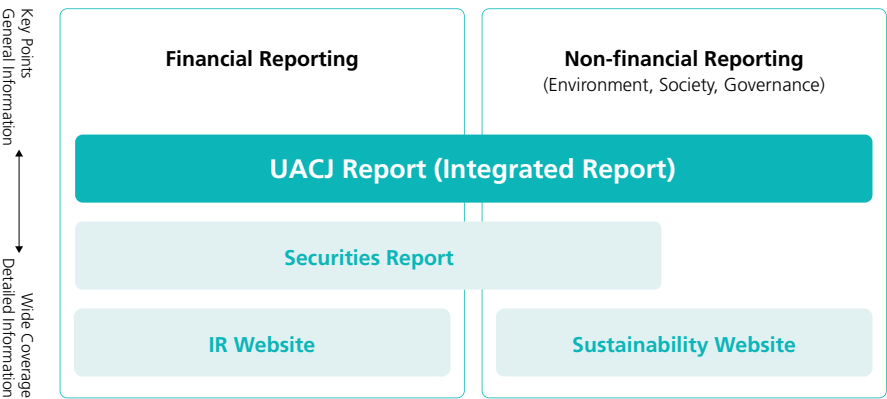 Key Points
General Information
Wide Coverage
Detailed Information
Financial Reporting
Non-financial Reporting
(Environment, Society, Governance)
UACJ Report (Integrated Report)
Securities Report
IR Website
Sustainability Website